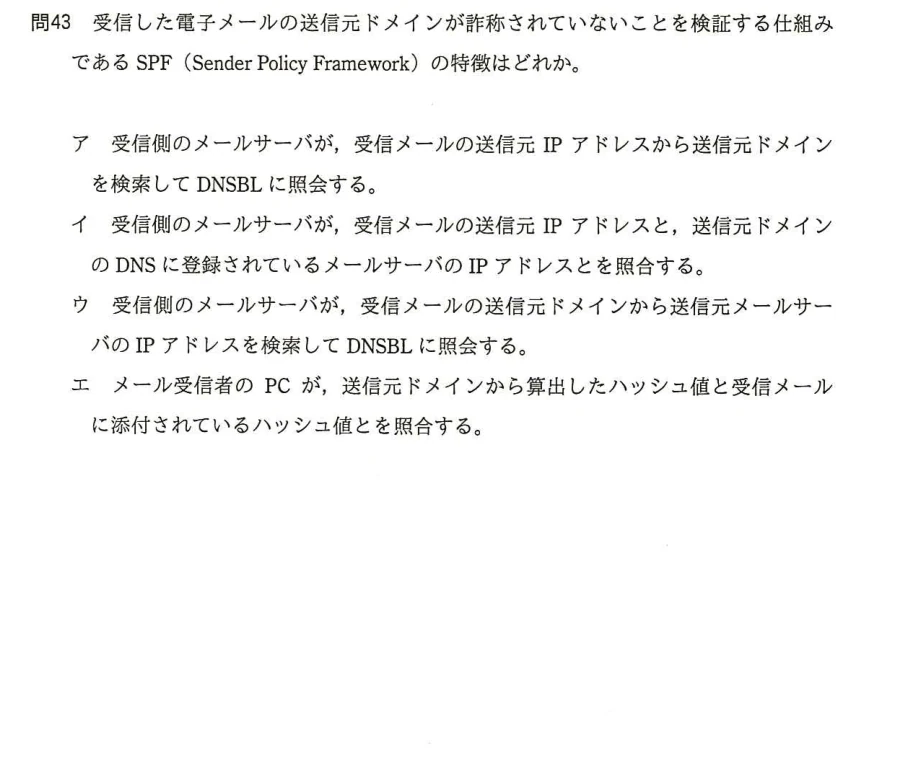 問43 受信した電子メールの送信元ドメインが詐称されていないことを検証する仕組み
である SPF（Sender Policy Framework）の特徴はどれか。
ア 受信側のメールサーバが，受信メールの送信元 IP アドレスから送信元ドメイン
を検索して DNSBL に照会する。
イ 受信側のメールサーバが，受信メールの送信元 IP アドレスと，送信元ドメイン
の DNS に登録されているメールサーバの IP アドレスとを照合する。
ウ 受信側のメールサーバが，受信メールの送信元ドメインから送信元メールサー
バの IP アドレスを検索して DNSBL に照会する。
エ メール受信者の PC が，送信元ドメインから算出したハッシュ値と受信メール
に添付されているハッシュ値とを照合する。